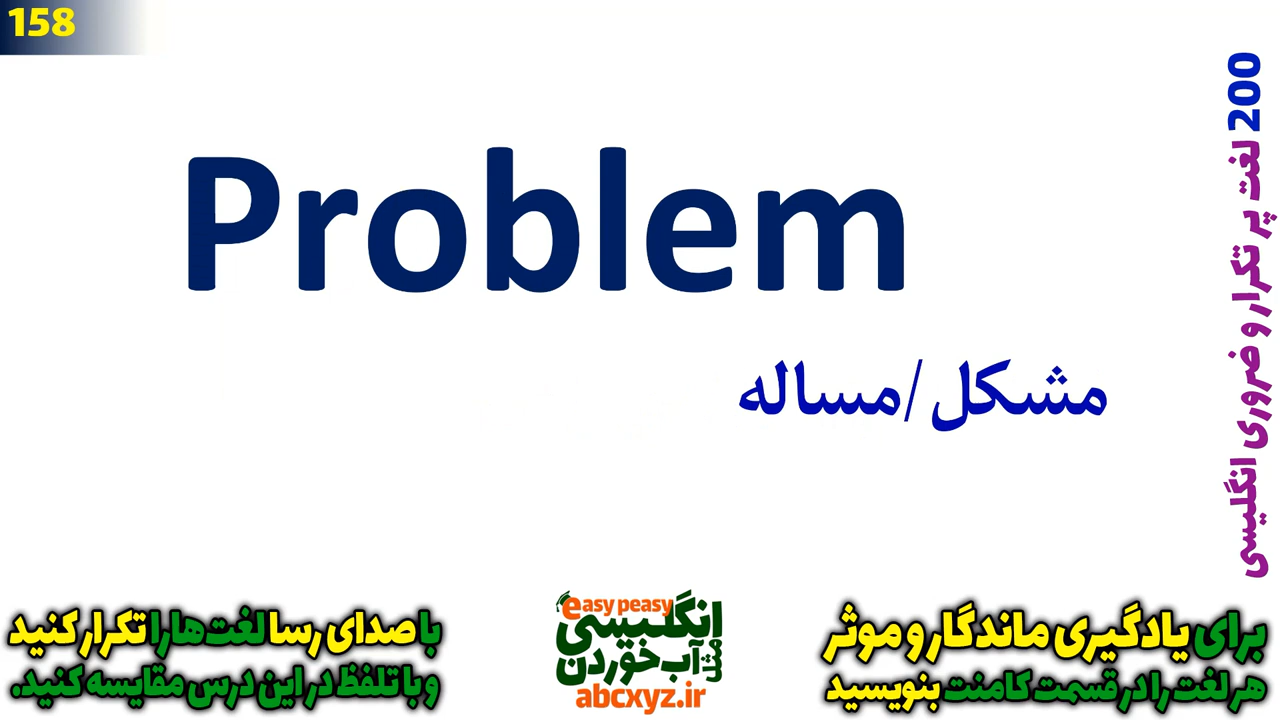 158
Problem
مشکل/مساله
200 لغت پر تکرار و ضروری انگلیسی
برای یادگیری ماندگار و موثر
هر لغت را در قسمت کامنت بنویسید
easy peasy
انگلیسی
مثل آب خوردن
abcxyz.ir
با صدای رسا لغت‌ها را تکرار کنید
و با تلفظ در این درس مقایسه کنید.